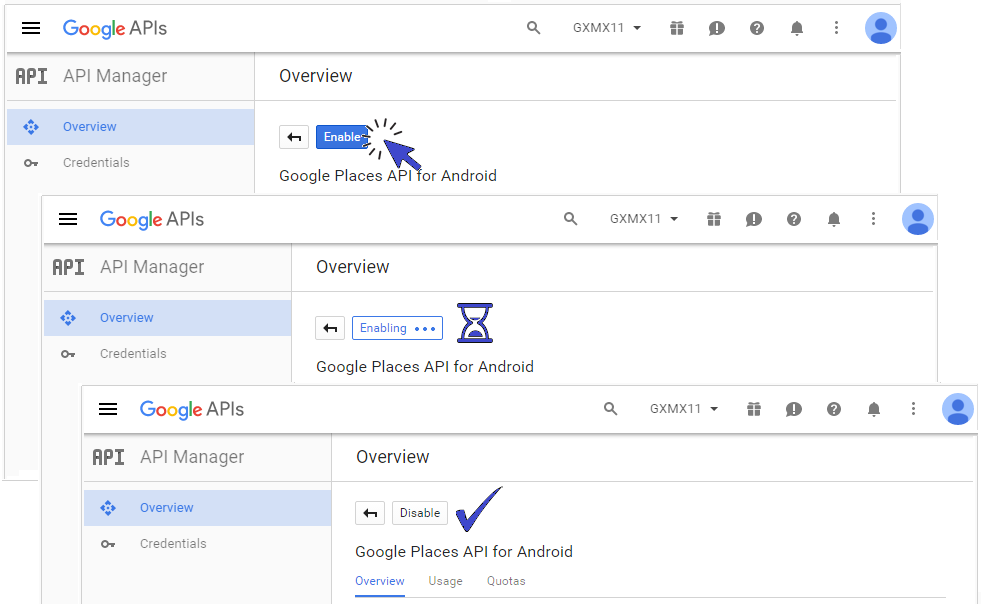 Google APIs GXMX11
API API Manager Overview
Overview
Credentials
Enable
Google Places API for Android
Google APIs GXMX11
API API Manager Overview
Overview
Credentials
Enabling
Google Places API for Android
Google APIs GXMX11
API API Manager Overview
Overview
Credentials
Disable
Google Places API for Android
Overview Usage Quotas